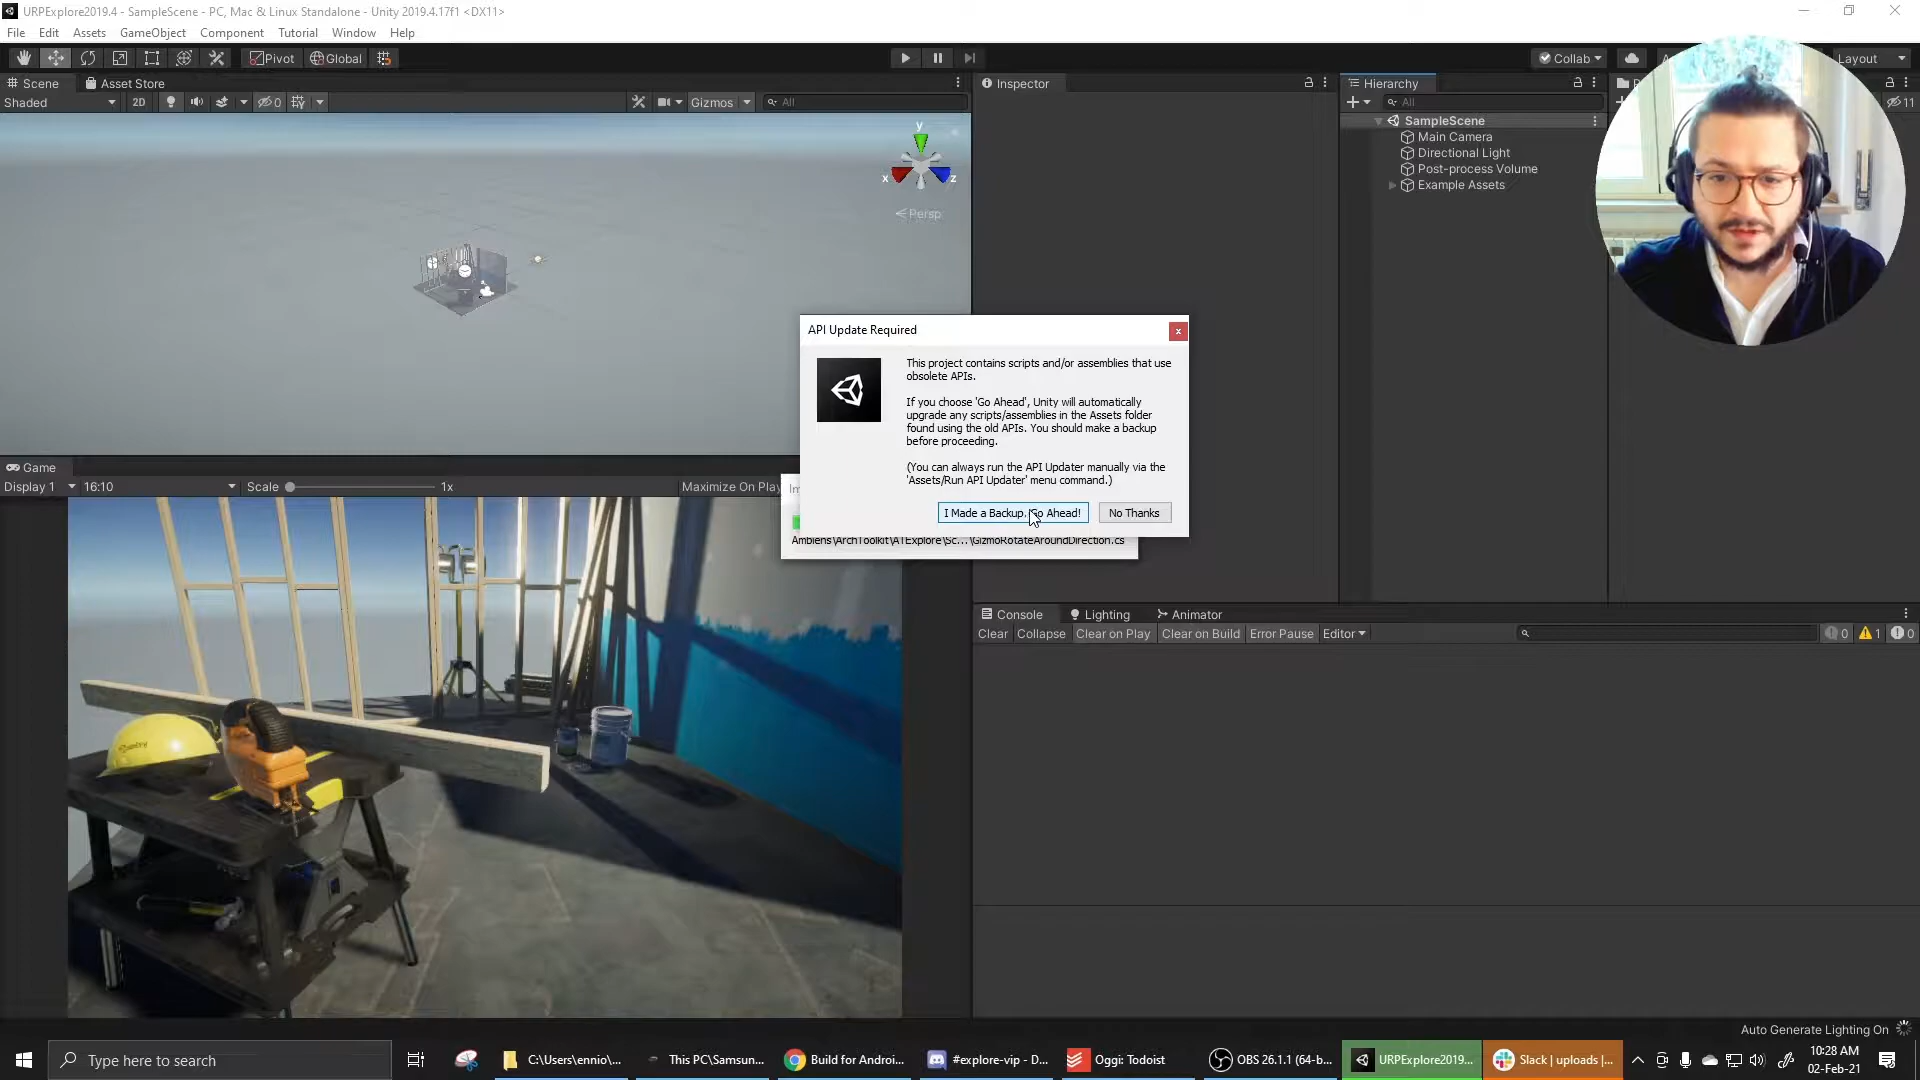 URPExplore2019.4 - SampleScene - PC, Mac & Linux Standalone - Unity 2019.4.17f1 <DX11>
File Edit Assets GameObject Component Tutorial Window Help
Pivot Global Collab Layout
Scene Asset Store
Shaded 2D 0 Gizmos All
y
x z
Persp
Inspector
Hierarchy
All 11
SampleScene
Main Camera
Directional Light
Post-process Volume
Example Assets
API Update Required
This project contains scripts and/or assemblies that use
obsolete APIs.
If you choose 'Go Ahead', Unity will automatically
upgrade any scripts/assemblies in the Assets folder
found using the old APIs. You should make a backup
before proceeding.
(You can always run the API Updater manually via the
'Assets/Run API Updater' menu command.)
I Made a Backup. Go Ahead! No Thanks
Ambiens\ArchToolkit\ATExplore\Sc...\GizmoRotateAroundDirection.cs
Game
Display 1 16:10 Scale 1x Maximize On Play
Console Lighting Animator
Clear Collapse Clear on Play Clear on Build Error Pause Editor 0 1 0
Auto Generate Lighting On
Type here to search
C:\Users\ennio\... This PC\Samsun... Build for Androi... #explore-vip - D... Oggi: Todoist OBS 26.1.1 (64-b... URPExplore2019... Slack | uploads |...
10:28 AM
02-Feb-21